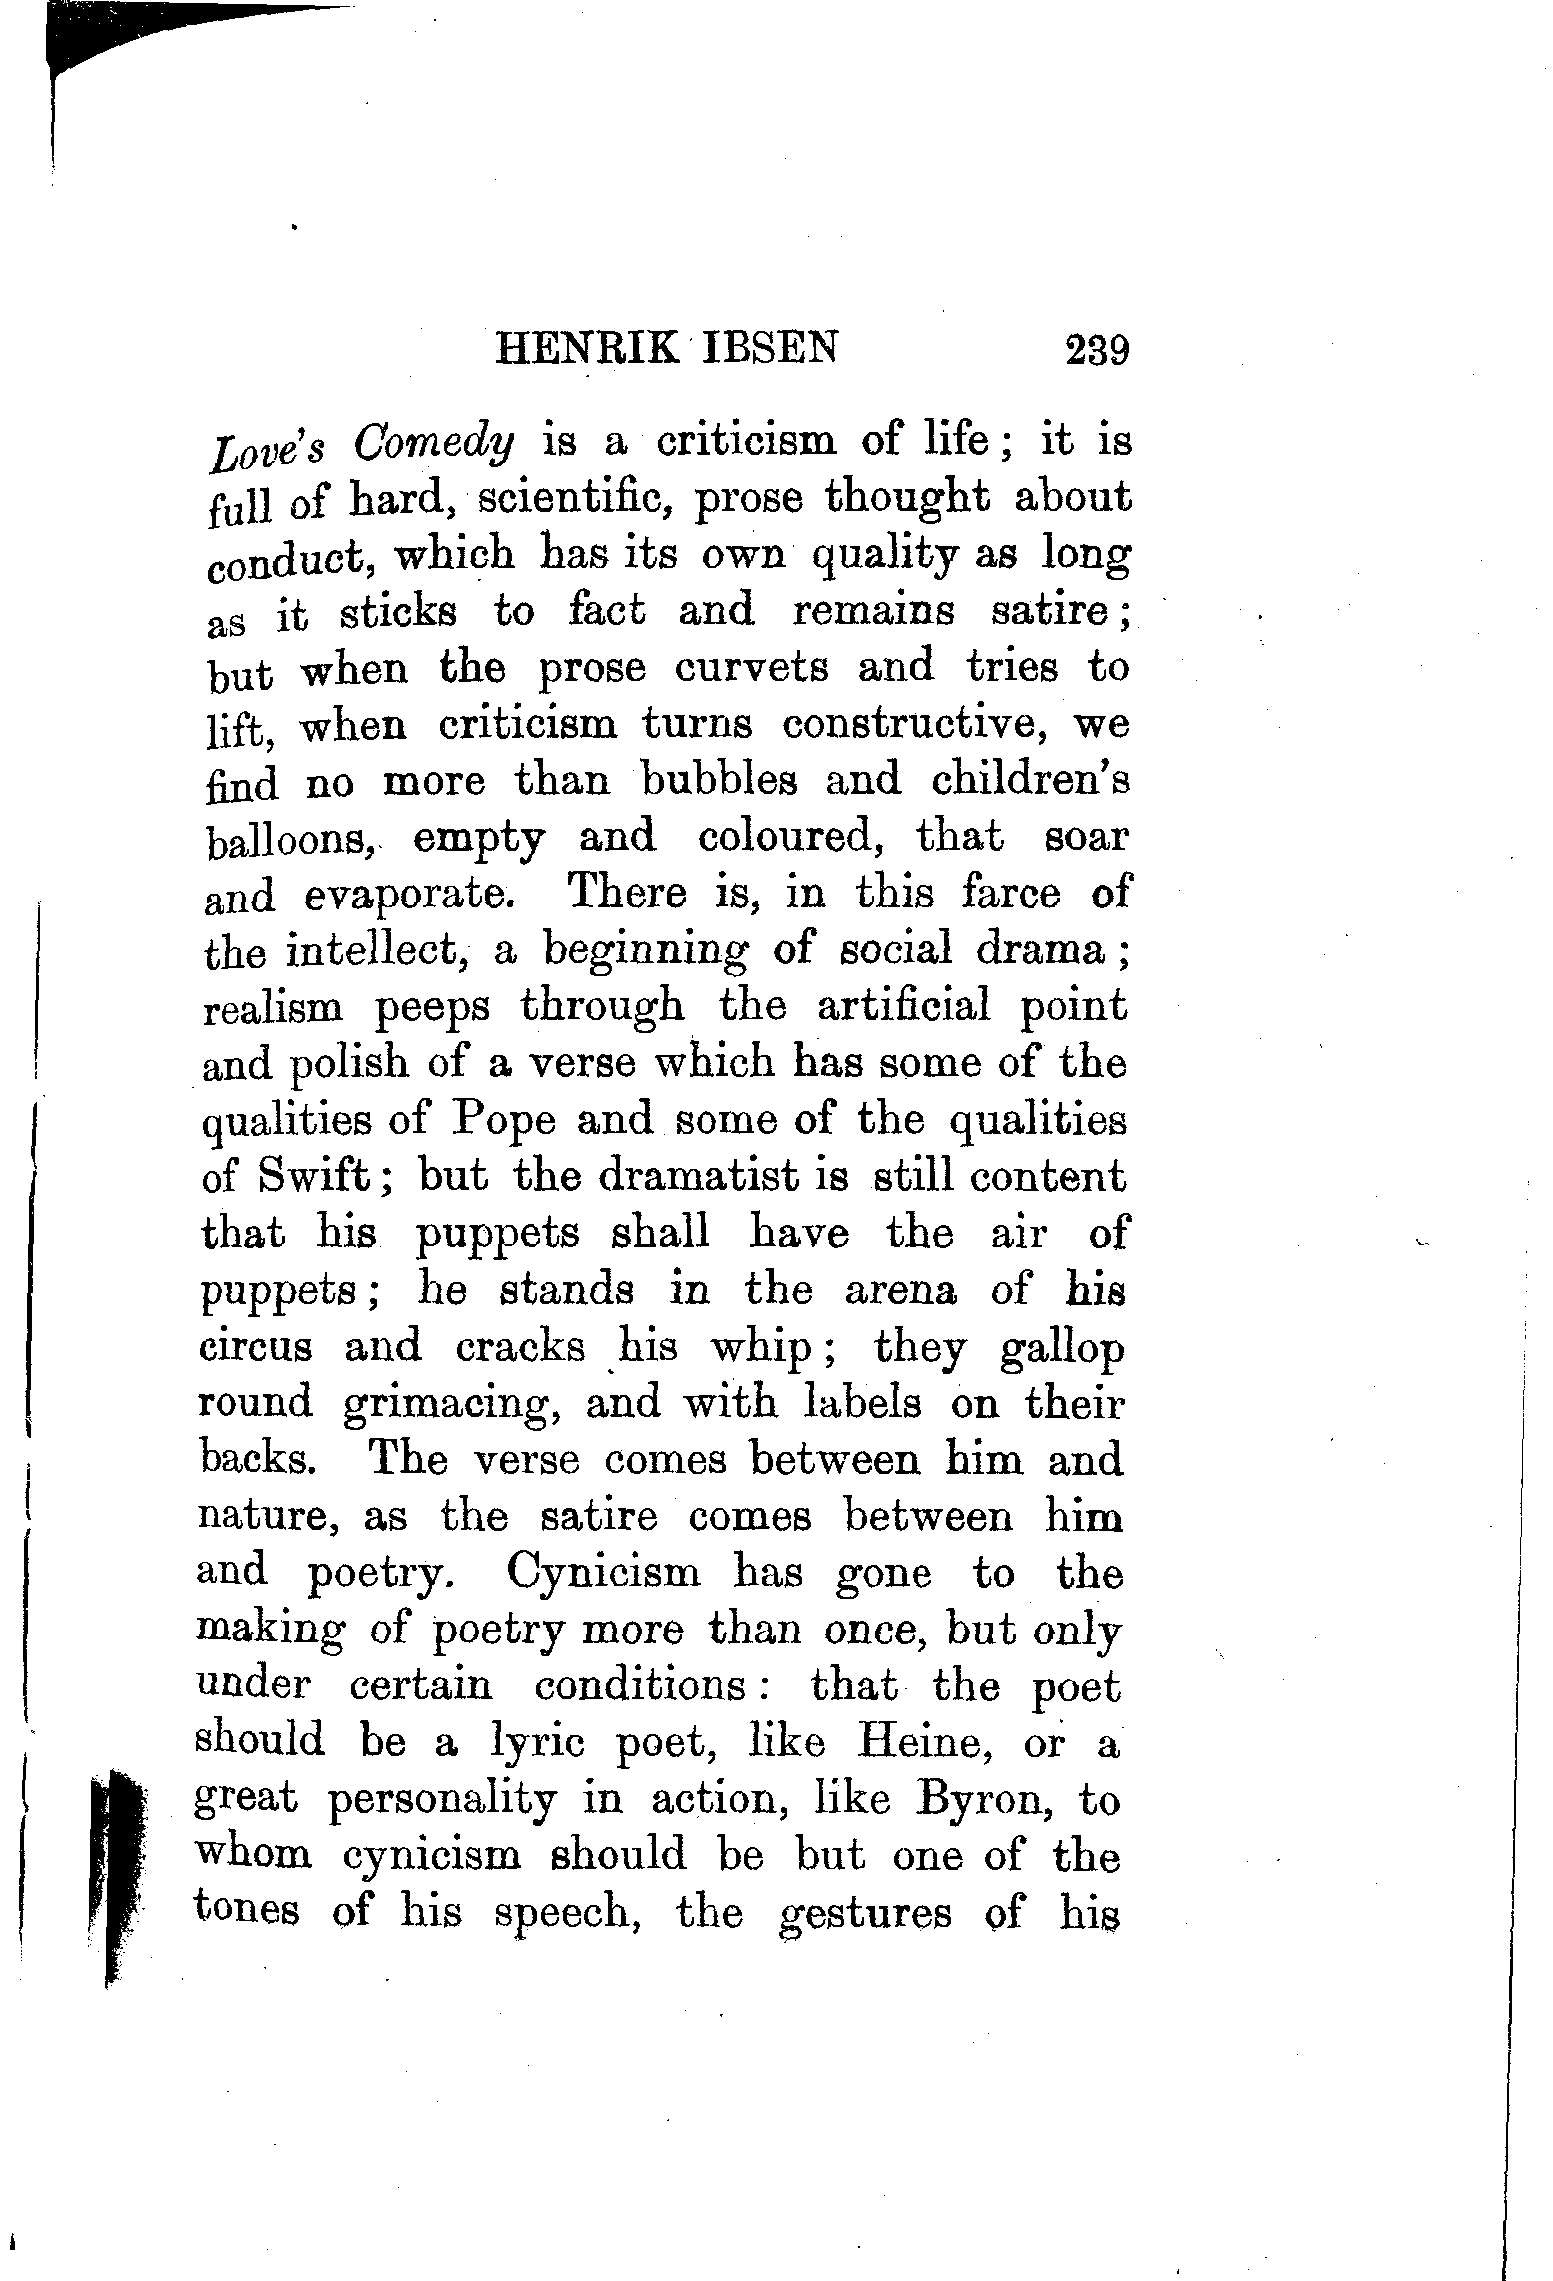 HENRIK IBSEN 239
Love's Comedy is a criticism of life; it is
full of hard, scientific, prose thought about
conduct, which has its own quality as long
as it sticks to fact and remains satire;
but when the prose curvets and tries to
lift, when criticism turns constructive, we
find no more than bubbles and children's
balloons, empty and coloured, that soar
and evaporate. There is, in this farce of
the intellect, a beginning of social drama;
realism peeps through the artificial point
and polish of a verse which has some of the
qualities of Pope and some of the qualities
of Swift; but the dramatist is still content
that his puppets shall have the air of
puppets; he stands in the arena of his
circus and cracks his whip; they gallop
round grimacing, and with labels on their
backs. The verse comes between him and
nature, as the satire comes between him
and poetry. Cynicism has gone to the
making of poetry more than once, but only
under certain conditions: that the poet
should be a lyric poet, like Heine, or a
great personality in action, like Byron, to
whom cynicism should be but one of the
tones of his speech, the gestures of his